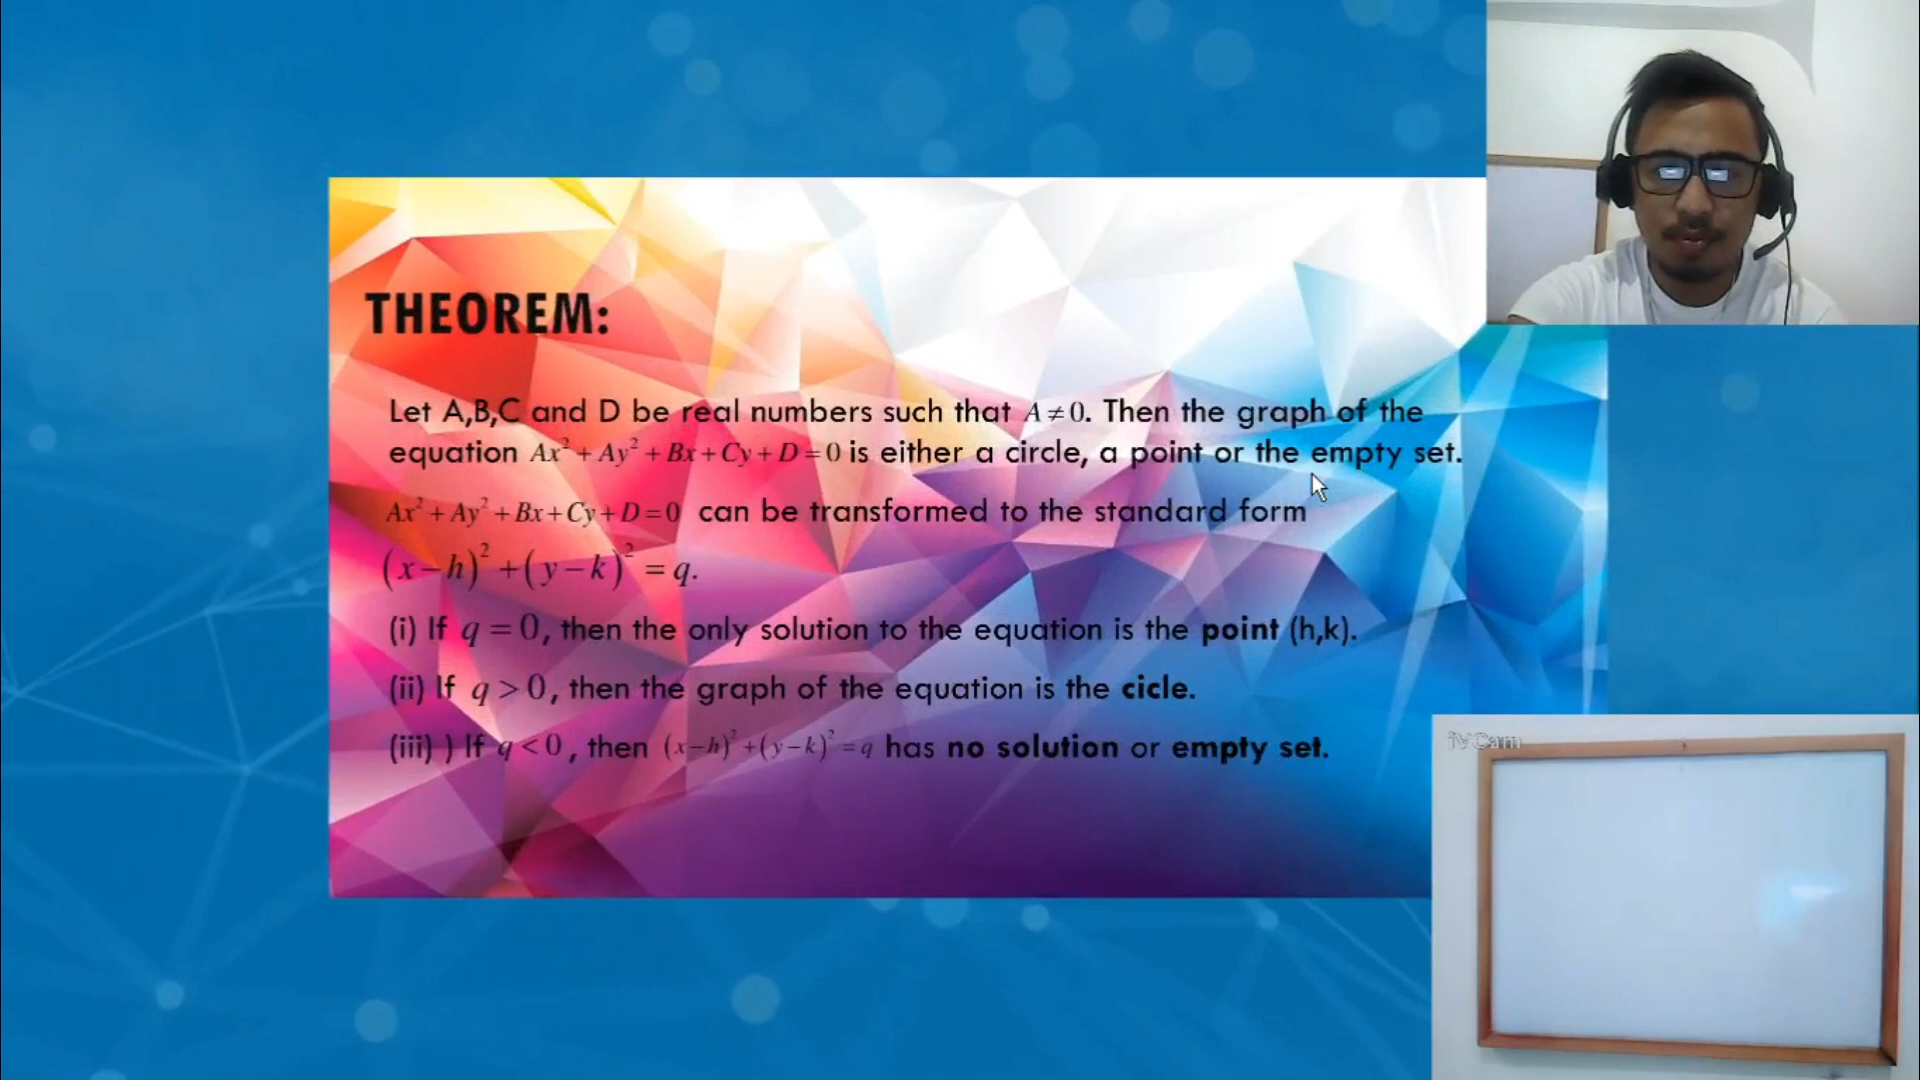 THEOREM:
Let A,B,C and D be real numbers such that A≠0. Then the graph of the
equation Ax²+Ay²+Bx+Cy+D=0 is either a circle, a point or the empty set.
Ax²+Ay²+Bx+Cy+D=0 can be transformed to the standard form
(x−h)²+(y−k)²=q.
(i) If q=0, then the only solution to the equation is the point (h,k).
(ii) If q>0, then the graph of the equation is the cicle.
(iii) ) If q<0, then (x−h)²+(y−k)²=q has no solution or empty set.
iVCam